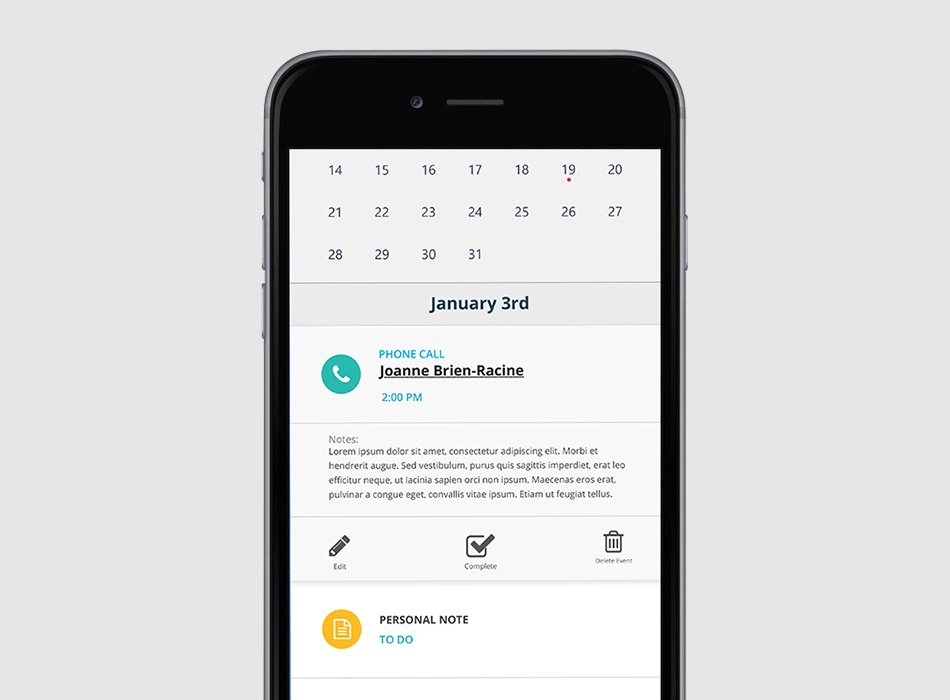 14 15 16 17 18 19 20
21 22 23 24 25 26 27
28 29 30 31
January 3rd
PHONE CALL
Joanne Brien-Racine
2:00 PM
Notes:
Lorem ipsum dolor sit amet, consectetur adipiscing elit. Morbi et
hendrerit augue. Sed vestibulum, purus quis sagittis imperdiet, erat leo
efficitur neque, ut lacinia sapien orci non ipsum. Maecenas eros erat,
pulvinar a congue eget, convallis vitae ipsum. Etiam ut feugiat tellus.
Edit Complete Delete Event
PERSONAL NOTE
TO DO